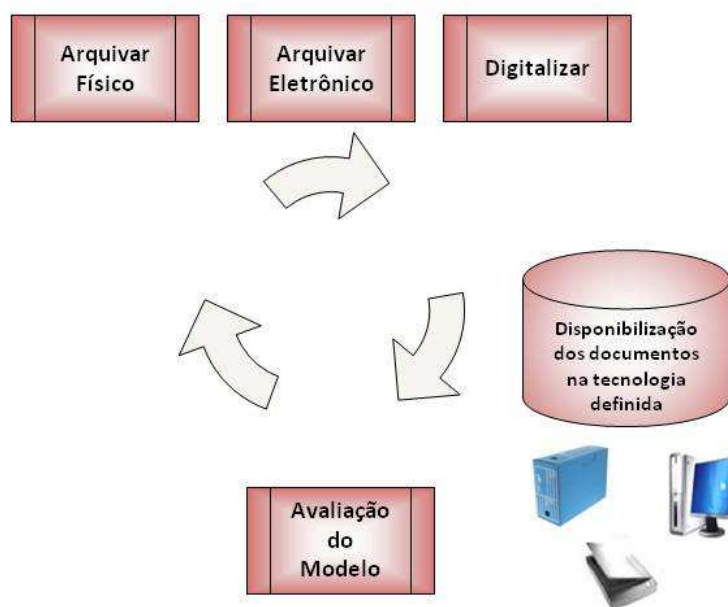 Arquivar
Físico
Arquivar
Eletrônico
Digitalizar
Disponibilização
dos documentos
na tecnologia
definida
Avaliação
do
Modelo